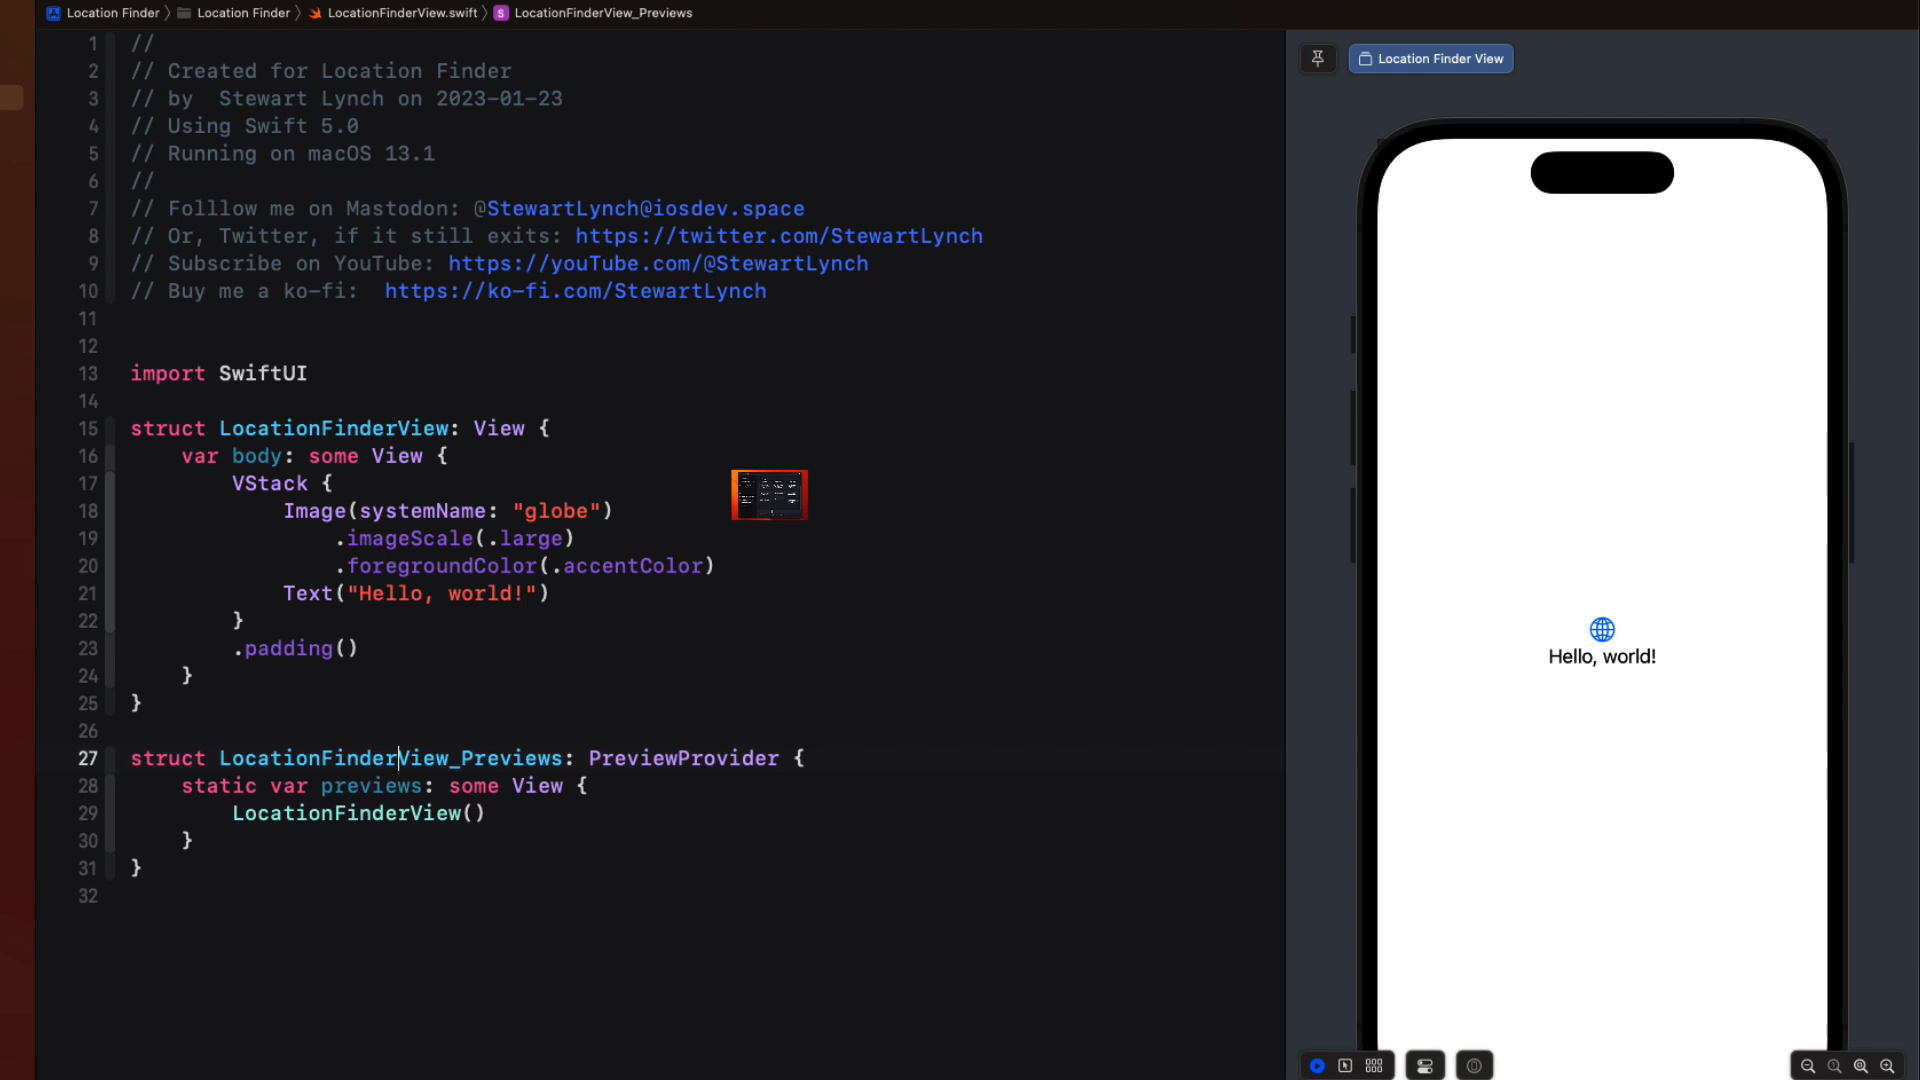 Location Finder 〉 Location Finder 〉 LocationFinderView.swift 〉 S LocationFinderView_Previews
1 //
2 // Created for Location Finder
3 // by  Stewart Lynch on 2023-01-23
4 // Using Swift 5.0
5 // Running on macOS 13.1
6 //
7 // Folllow me on Mastodon: @StewartLynch@iosdev.space
8 // Or, Twitter, if it still exits: https://twitter.com/StewartLynch
9 // Subscribe on YouTube: https://youTube.com/@StewartLynch
10 // Buy me a ko-fi:  https://ko-fi.com/StewartLynch
11
12
13 import SwiftUI
14
15 struct LocationFinderView: View {
16     var body: some View {
17         VStack {
18             Image(systemName: "globe")
19                 .imageScale(.large)
20                 .foregroundColor(.accentColor)
21             Text("Hello, world!")
22         }
23         .padding()
24     }
25 }
26
27 struct LocationFinderView_Previews: PreviewProvider {
28     static var previews: some View {
29         LocationFinderView()
30     }
31 }
32
Location Finder View
Hello, world!